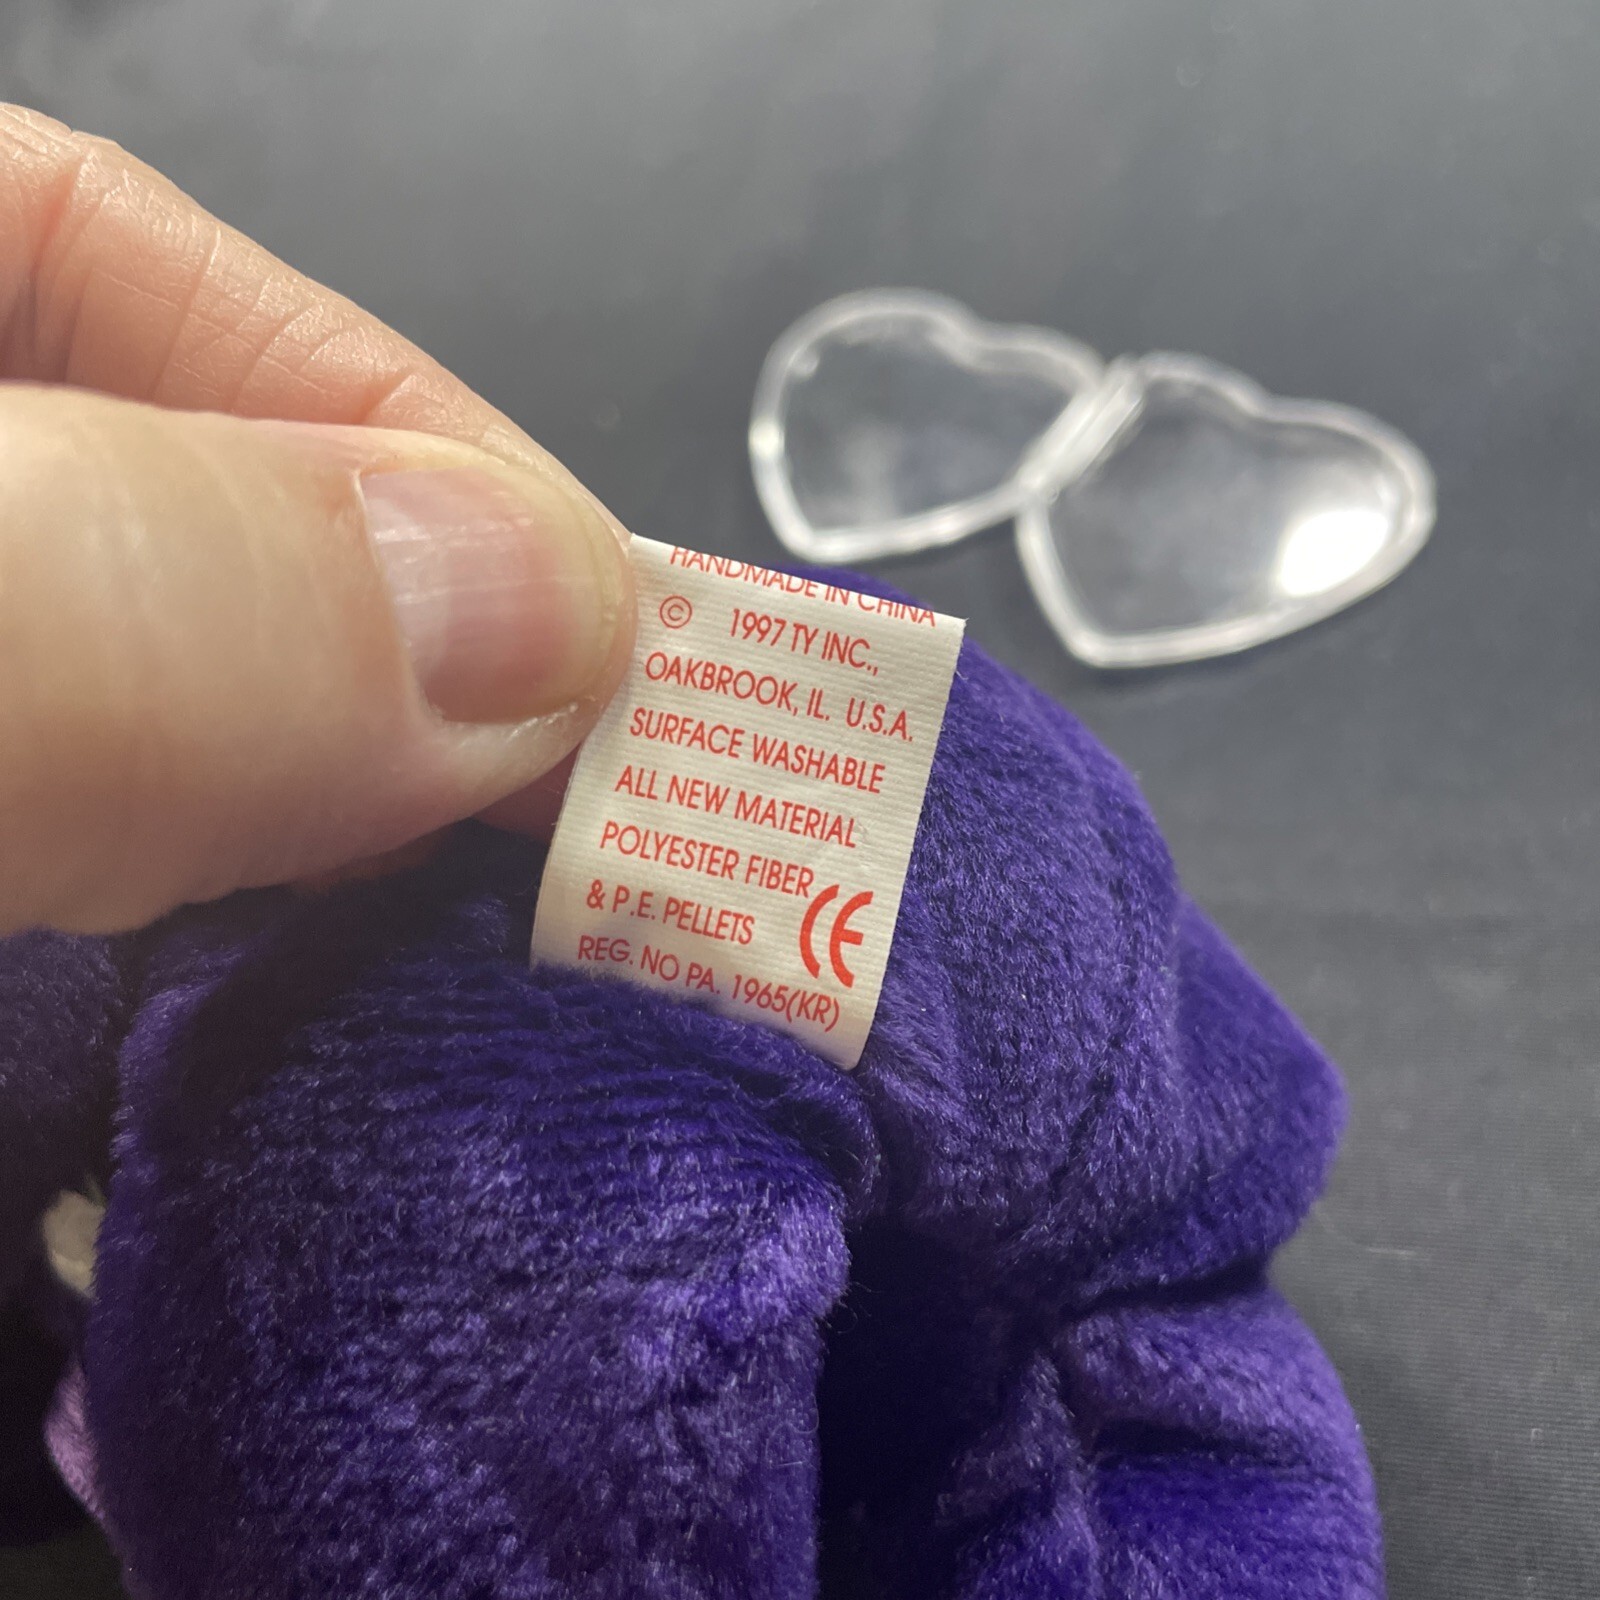 HANDMADE IN CHINA
© 1997 TY INC.,
OAKBROOK, IL. U.S.A.
SURFACE WASHABLE
ALL NEW MATERIAL
POLYESTER FIBER
& P.E. PELLETS CE
REG. NO PA. 1965(KR)